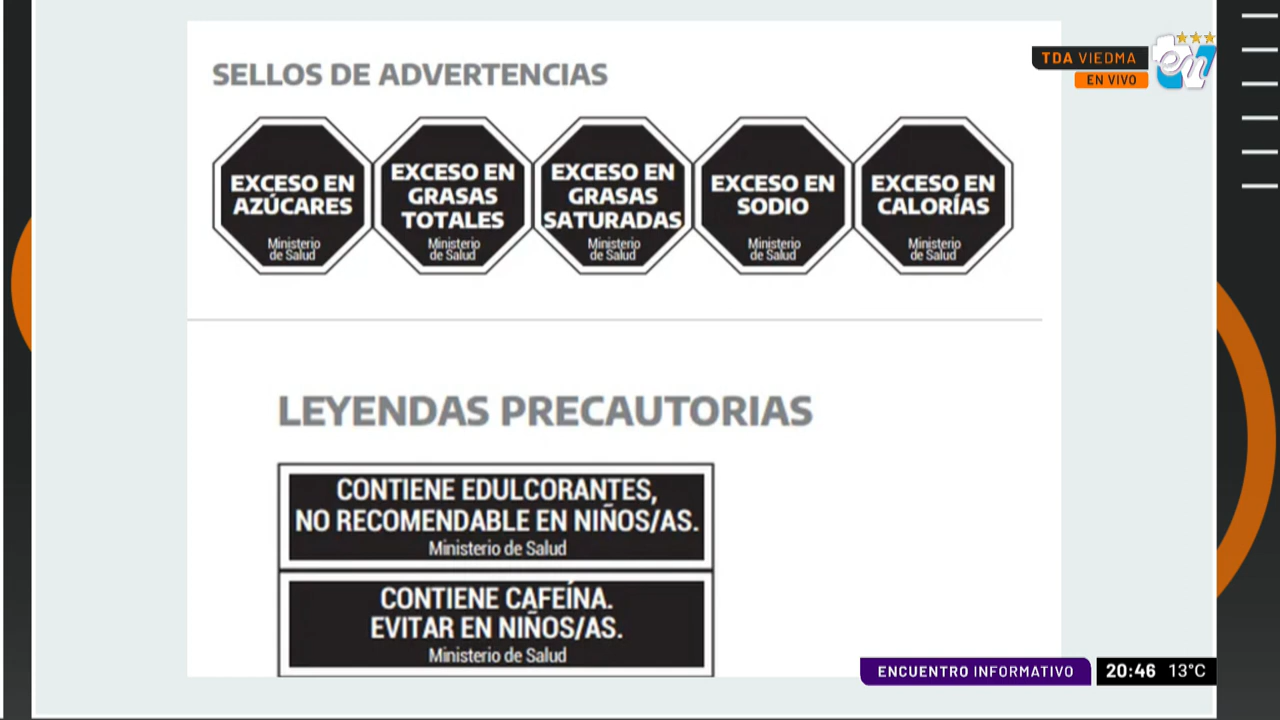 SELLOS DE ADVERTENCIAS
TDA VIEDMA
EN VIVO
EXCESO EN
AZÚCARES
Ministerio
de Salud
EXCESO EN
GRASAS
TOTALES
Ministerio
de Salud
EXCESO EN
GRASAS
SATURADAS
Ministerio
de Salud
EXCESO EN
SODIO
Ministerio
de Salud
EXCESO EN
CALORÍAS
Ministerio
de Salud
LEYENDAS PRECAUTORIAS
CONTIENE EDULCORANTES,
NO RECOMENDABLE EN NIÑOS/AS.
Ministerio de Salud
CONTIENE CAFEÍNA.
EVITAR EN NIÑOS/AS.
Ministerio de Salud
ENCUENTRO INFORMATIVO
20:46 13°C